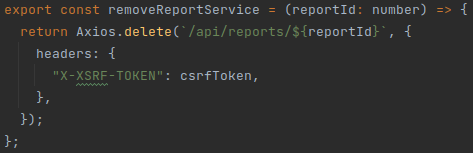 export const removeReportService = (reportId: number) => {
  return Axios.delete(`/api/reports/${reportId}`, {
    headers: {
      "X-XSRF-TOKEN": csrfToken,
    },
  });
};